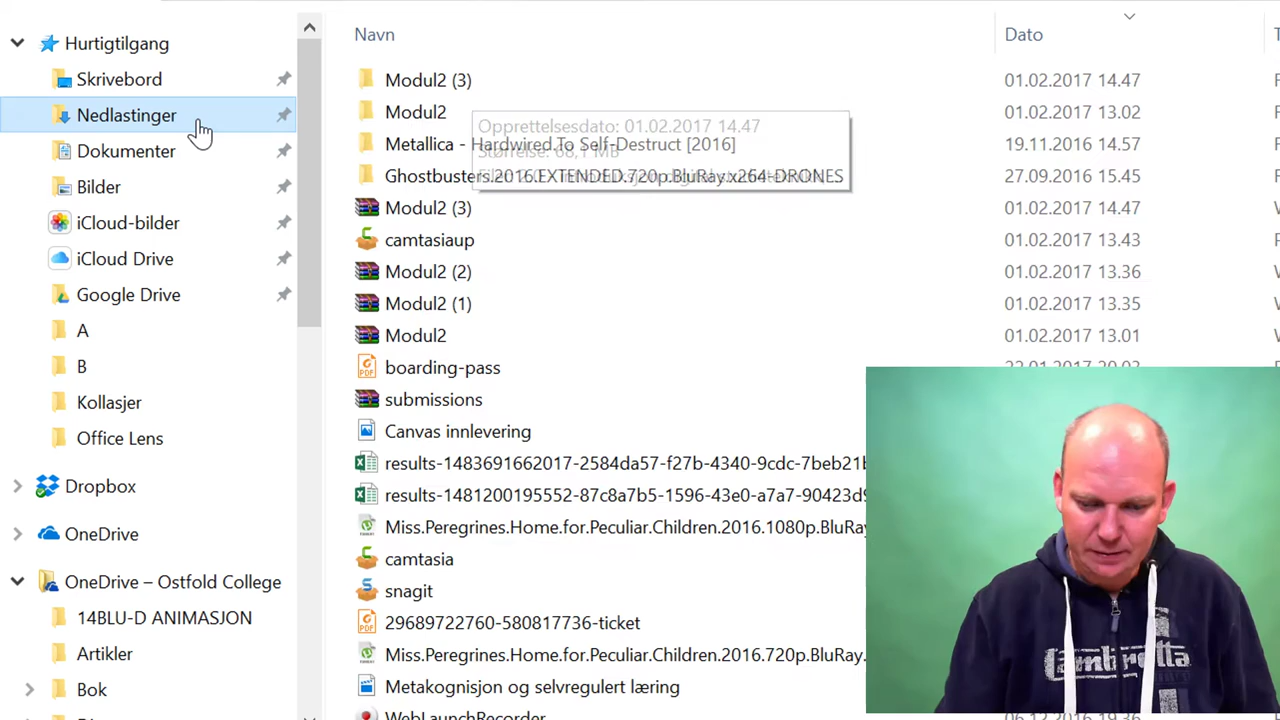 Hurtigtilgang
Skrivebord
Nedlastinger
Dokumenter
Bilder
iCloud-bilder
iCloud Drive
Google Drive
A
B
Kollasjer
Office Lens
Dropbox
OneDrive
OneDrive – Ostfold College
14BLU-D ANIMASJON
Artikler
Bok
Navn Dato
Modul2 (3) 01.02.2017 14.47
Modul2 01.02.2017 13.02
Opprettelsesdato: 01.02.2017 14.47
Metallica - Hardwired.To Self-Destruct [2016] 19.11.2016 14.57
Ghostbusters.2016.EXTENDED.720p.BluRay.x264-DRONES 27.09.2016 15.45
Modul2 (3) 01.02.2017 14.47
camtasiaup 01.02.2017 13.43
Modul2 (2) 01.02.2017 13.36
Modul2 (1) 01.02.2017 13.35
Modul2 01.02.2017 13.01
boarding-pass
submissions
Canvas innlevering
results-1483691662017-2584da57-f27b-4340-9cdc-7beb21b
results-1481200195552-87c8a7b5-1596-43e0-a7a7-90423d9
Miss.Peregrines.Home.for.Peculiar.Children.2016.1080p.BluRay
camtasia
snagit
29689722760-580817736-ticket
Miss.Peregrines.Home.for.Peculiar.Children.2016.720p.BluRay.
Metakognisjon og selvregulert læring
WebLaunchRecorder
Lambretta